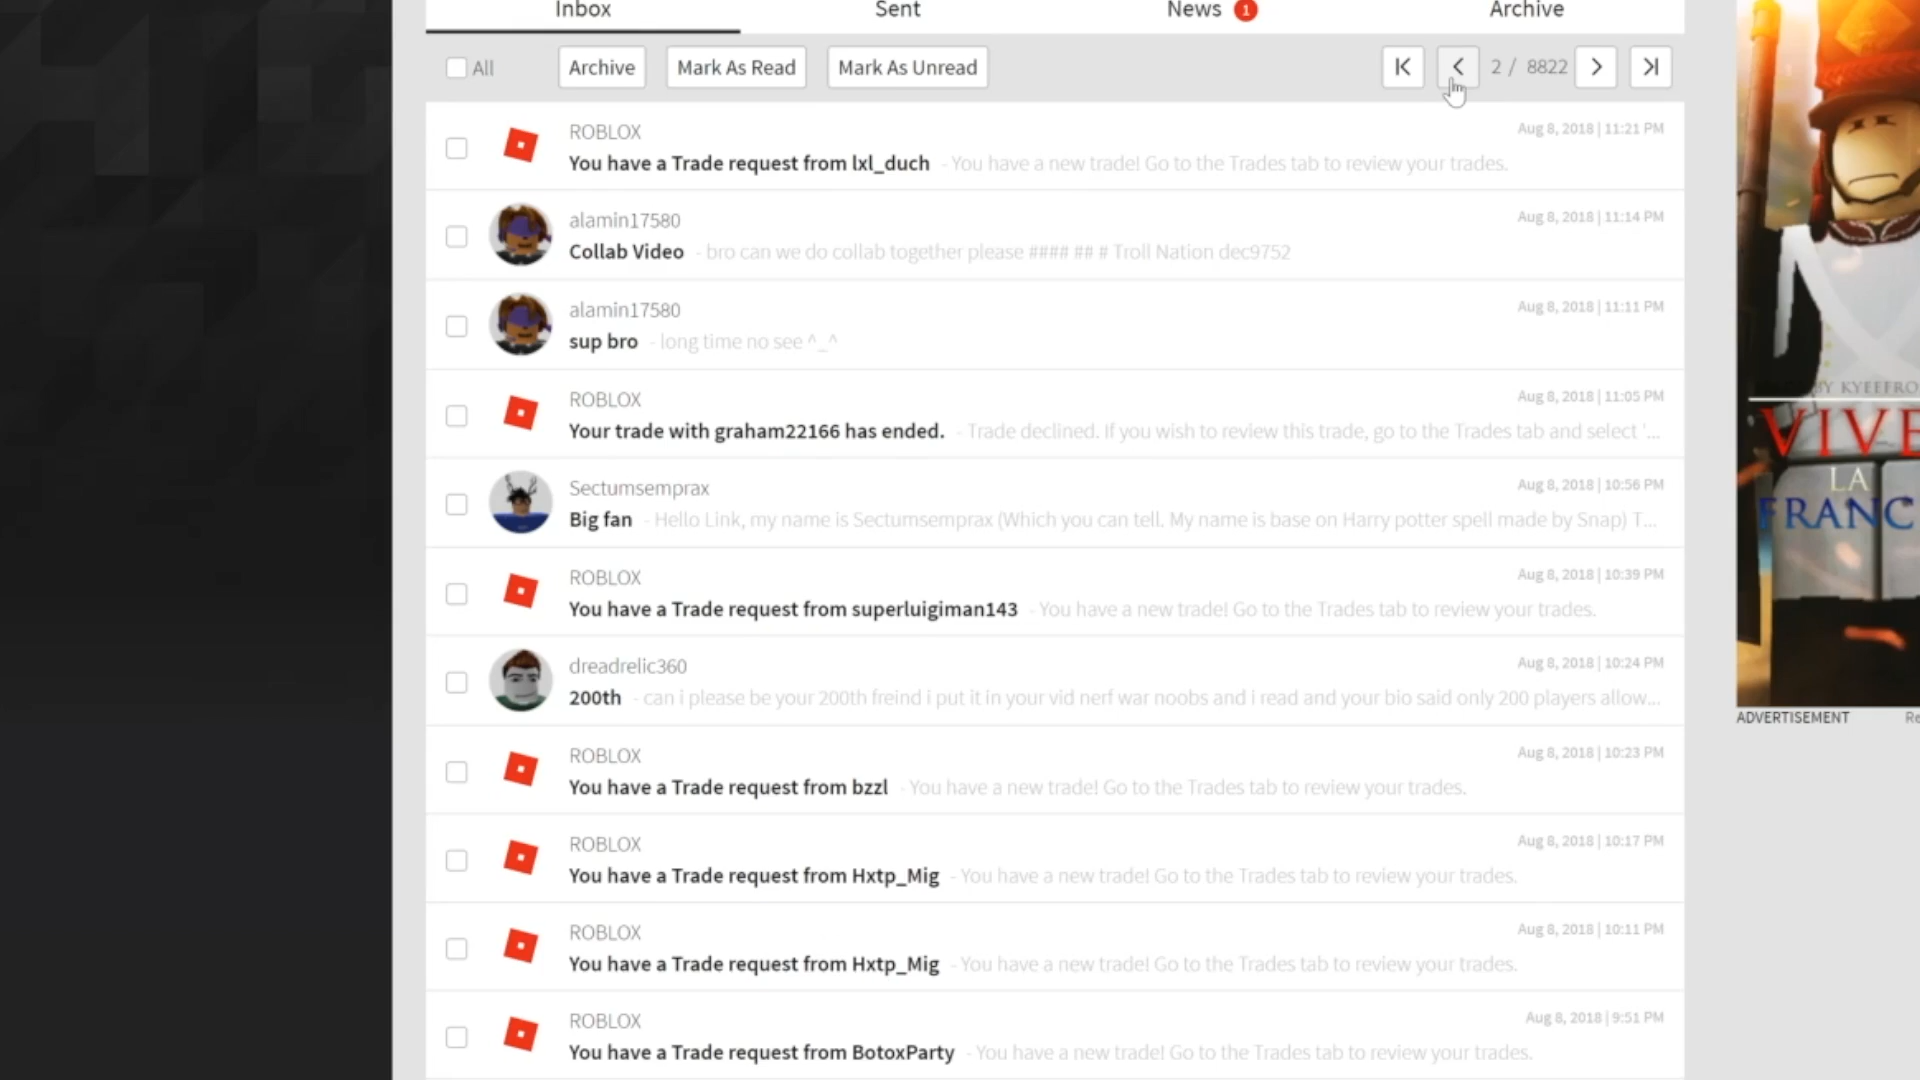 Inbox Sent News 1 Archive
All Archive Mark As Read Mark As Unread 2 / 8822
ROBLOX Aug 8, 2018 | 11:21 PM
You have a Trade request from lxl_duch - You have a new trade! Go to the Trades tab to review your trades.
alamin17580 Aug 8, 2018 | 11:14 PM
Collab Video - bro can we do collab together please #### ## # Troll Nation dec9752
alamin17580 Aug 8, 2018 | 11:11 PM
sup bro - long time no see ^_^
ROBLOX Aug 8, 2018 | 11:05 PM
Your trade with graham22166 has ended. - Trade declined. If you wish to review this trade, go to the Trades tab and select '...
Sectumsemprax Aug 8, 2018 | 10:56 PM
Big fan - Hello Link, my name is Sectumsemprax (Which you can tell. My name is base on Harry potter spell made by Snap) T...
ROBLOX Aug 8, 2018 | 10:39 PM
You have a Trade request from superluigiman143 - You have a new trade! Go to the Trades tab to review your trades.
dreadrelic360 Aug 8, 2018 | 10:24 PM
200th - can i please be your 200th freind i put it in your vid nerf war noobs and i read and your bio said only 200 players allow...
ROBLOX Aug 8, 2018 | 10:23 PM
You have a Trade request from bzzl - You have a new trade! Go to the Trades tab to review your trades.
ROBLOX Aug 8, 2018 | 10:17 PM
You have a Trade request from Hxtp_Mig - You have a new trade! Go to the Trades tab to review your trades.
ROBLOX Aug 8, 2018 | 10:11 PM
You have a Trade request from Hxtp_Mig - You have a new trade! Go to the Trades tab to review your trades.
ROBLOX Aug 8, 2018 | 9:51 PM
You have a Trade request from BotoxParty - You have a new trade! Go to the Trades tab to review your trades.
BY KYEEFRO
VIVE
LA
FRANC
ADVERTISEMENT Re